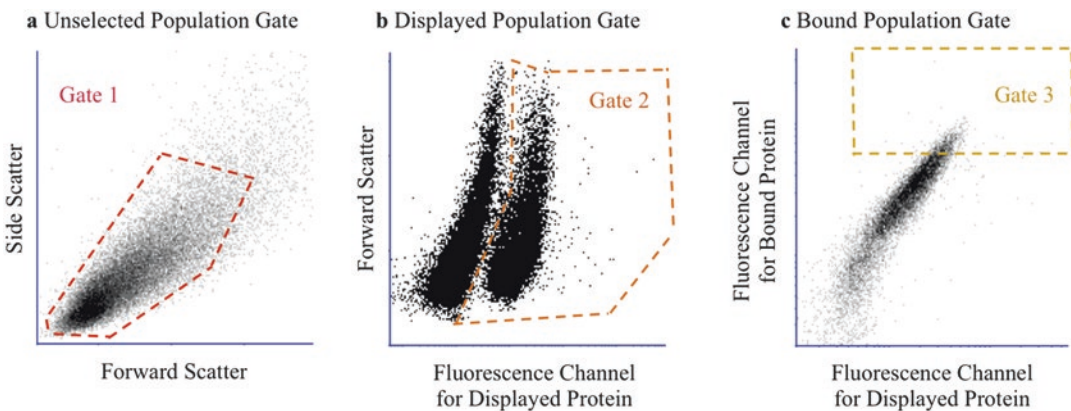 a Unselected Population Gate
Gate 1
Side Scatter
Forward Scatter
b Displayed Population Gate
Gate 2
Forward Scatter
Fluorescence Channel
for Displayed Protein
c Bound Population Gate
Gate 3
Fluorescence Channel
for Bound Protein
Fluorescence Channel
for Displayed Protein